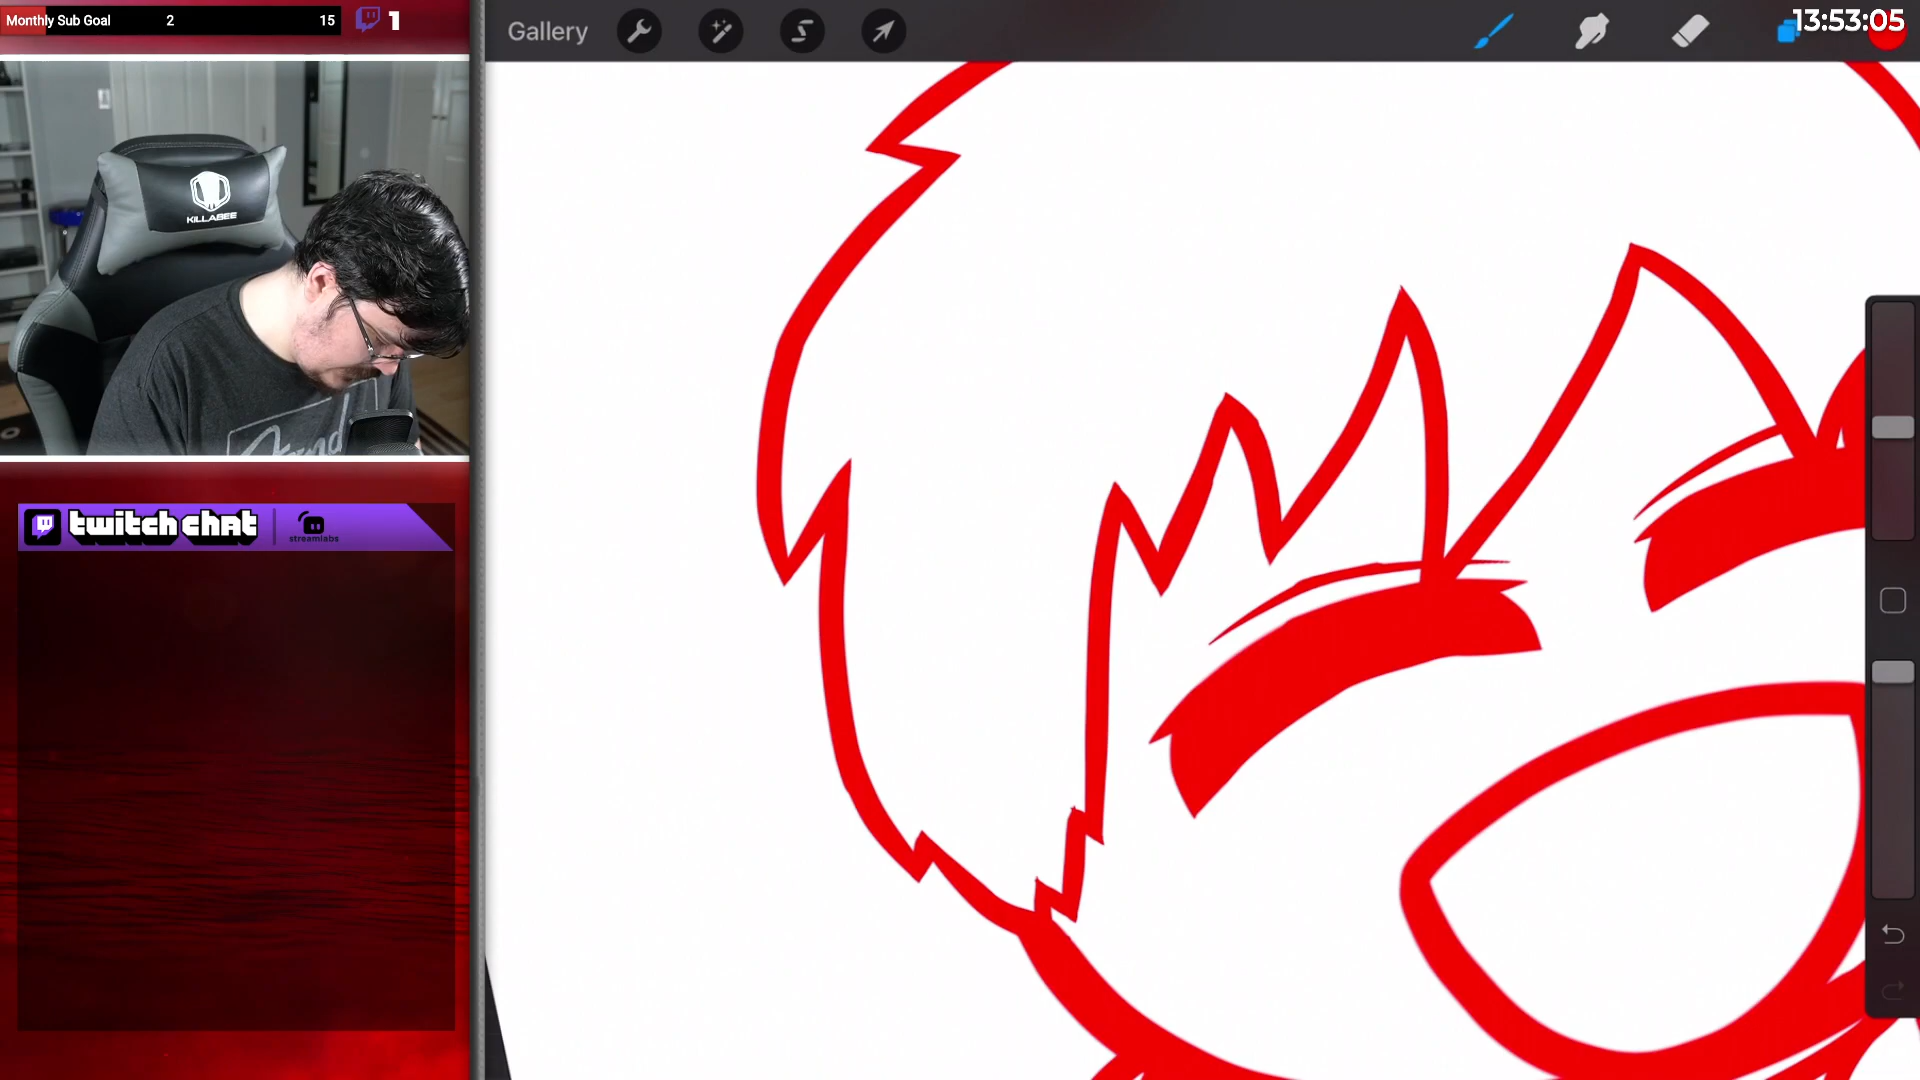 Monthly Sub Goal 2 15
1
Gallery
13:53:05
KILLABEE
twitch chat
streamlabs